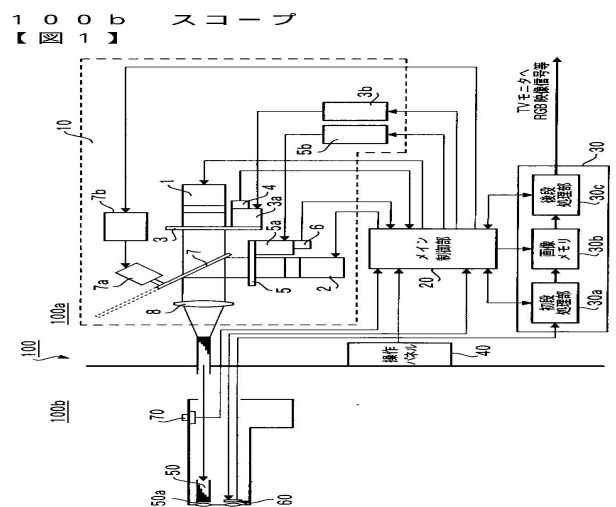 100b スコープ
【図1】
10
3b
5b
TVモニタへ
RGB映像信号等
30
7b
1
4
3a
3
5a
6
7
7a
5
2
8
100a
メイン
制御部
20
後段
処理部
30c
画像
メモリ
30b
初段
処理部
30a
100
操作
パネル
40
100b
70
50
50a
60